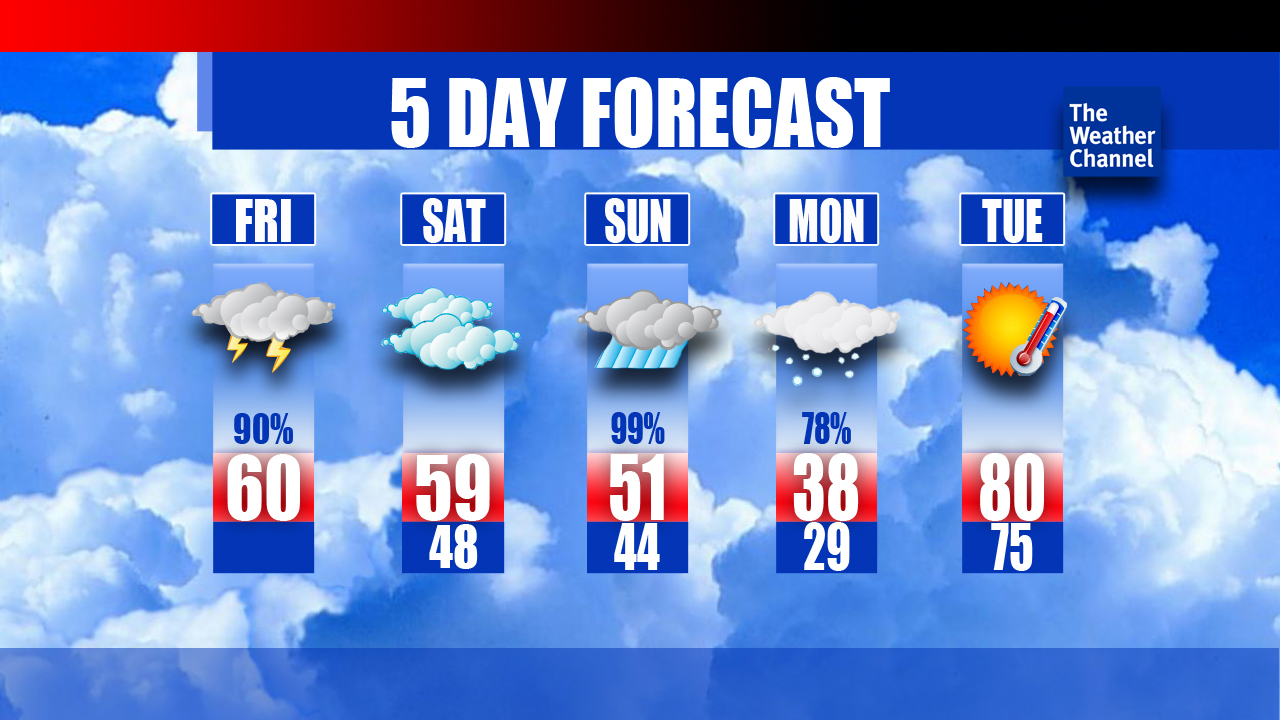 5 DAY FORECAST
The
Weather
Channel
FRI SAT SUN MON TUE
90% 99% 78%
60 59 51 38 80
48 44 29 75